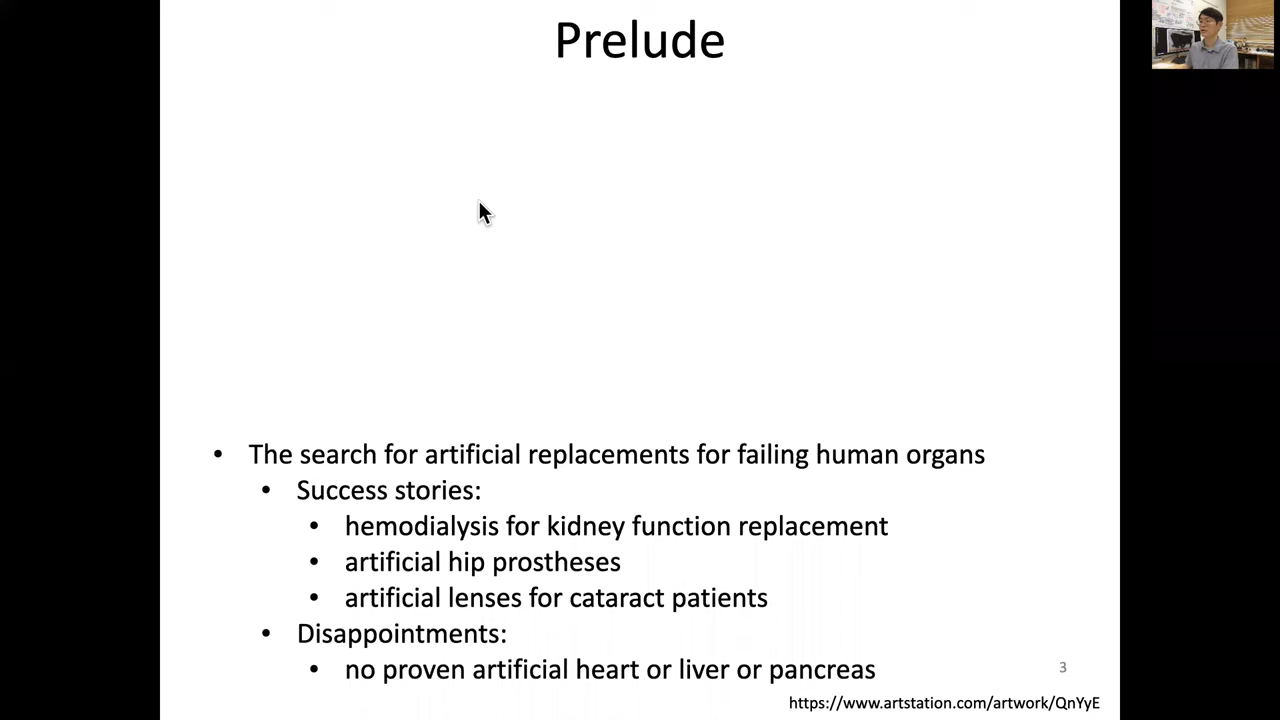 Prelude
• The search for artificial replacements for failing human organs
• Success stories:
• hemodialysis for kidney function replacement
• artificial hip prostheses
• artificial lenses for cataract patients
• Disappointments:
• no proven artificial heart or liver or pancreas
3
https://www.artstation.com/artwork/QnYyE